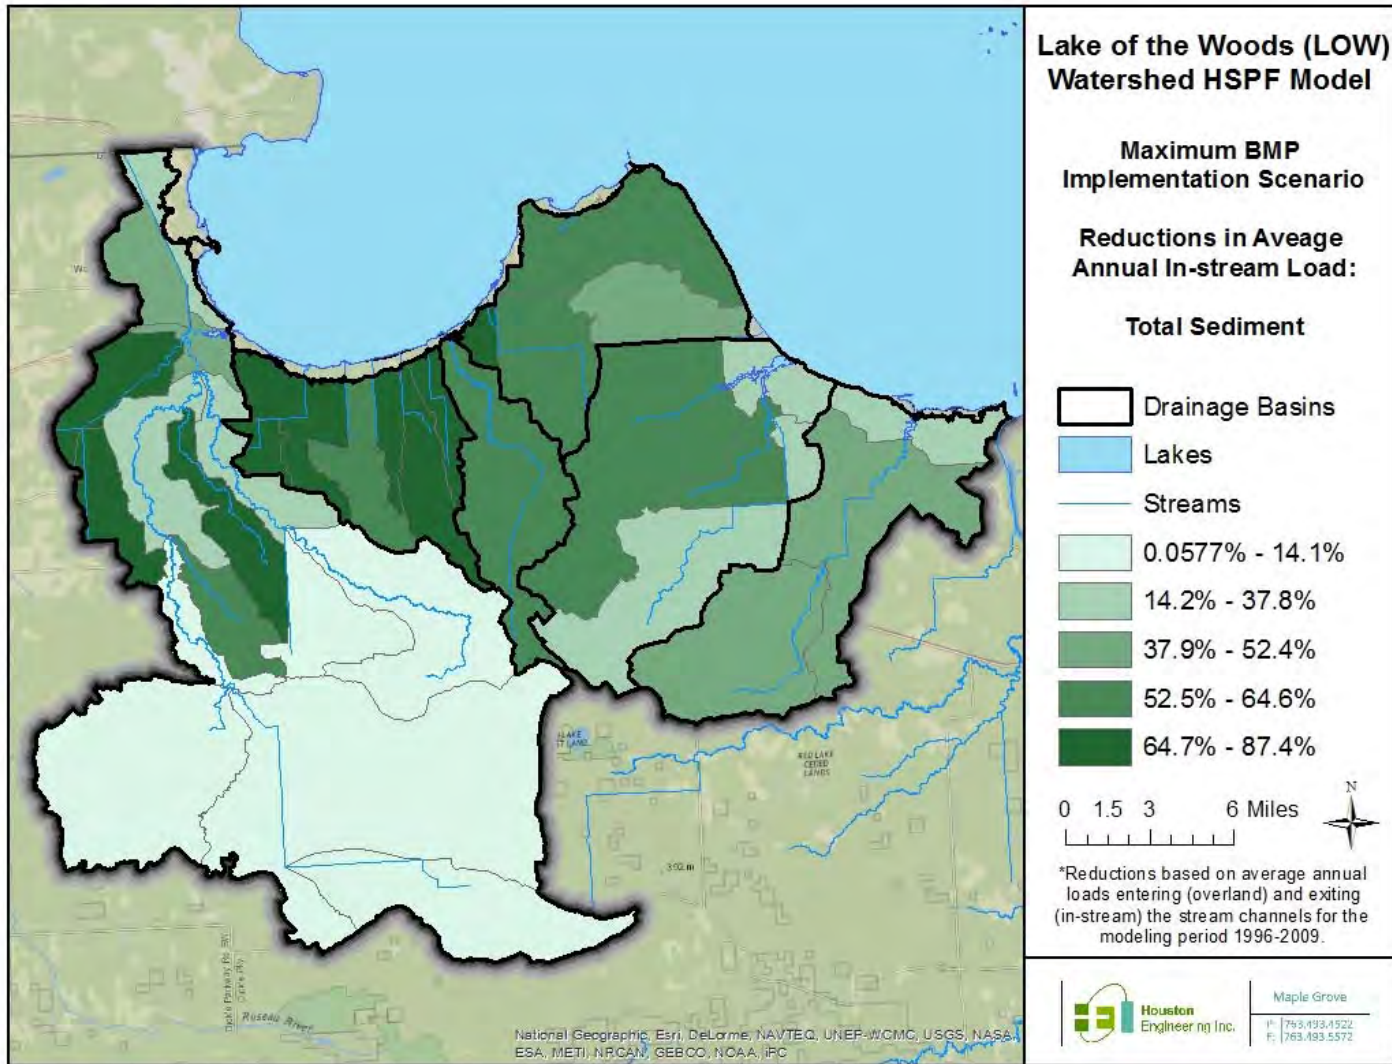 Lake of the Woods (LOW)
Watershed HSPF Model
Maximum BMP
Implementation Scenario
Reductions in Aveage
Annual In-stream Load:
Total Sediment
Drainage Basins
Lakes
Streams
0.0577% - 14.1%
14.2% - 37.8%
37.9% - 52.4%
52.5% - 64.6%
64.7% - 87.4%
N
0 1.5 3 6 Miles
*Reductions based on average annual
loads entering (overland) and exiting
(in-stream) the stream channels for the
modeling period 1996-2009.
Houston
Engineering Inc.
Maple Grove
P: 763.493.4522
F: 763.493.5572
RED LAKE
CEDED
LANDS
392 m
Roseau River
National Geographic, Esri, DeLorme, NAVTEQ, UNEP-WCMC, USGS, NASA,
ESA, METI, NRCAN, GEBCO, NOAA, iPC